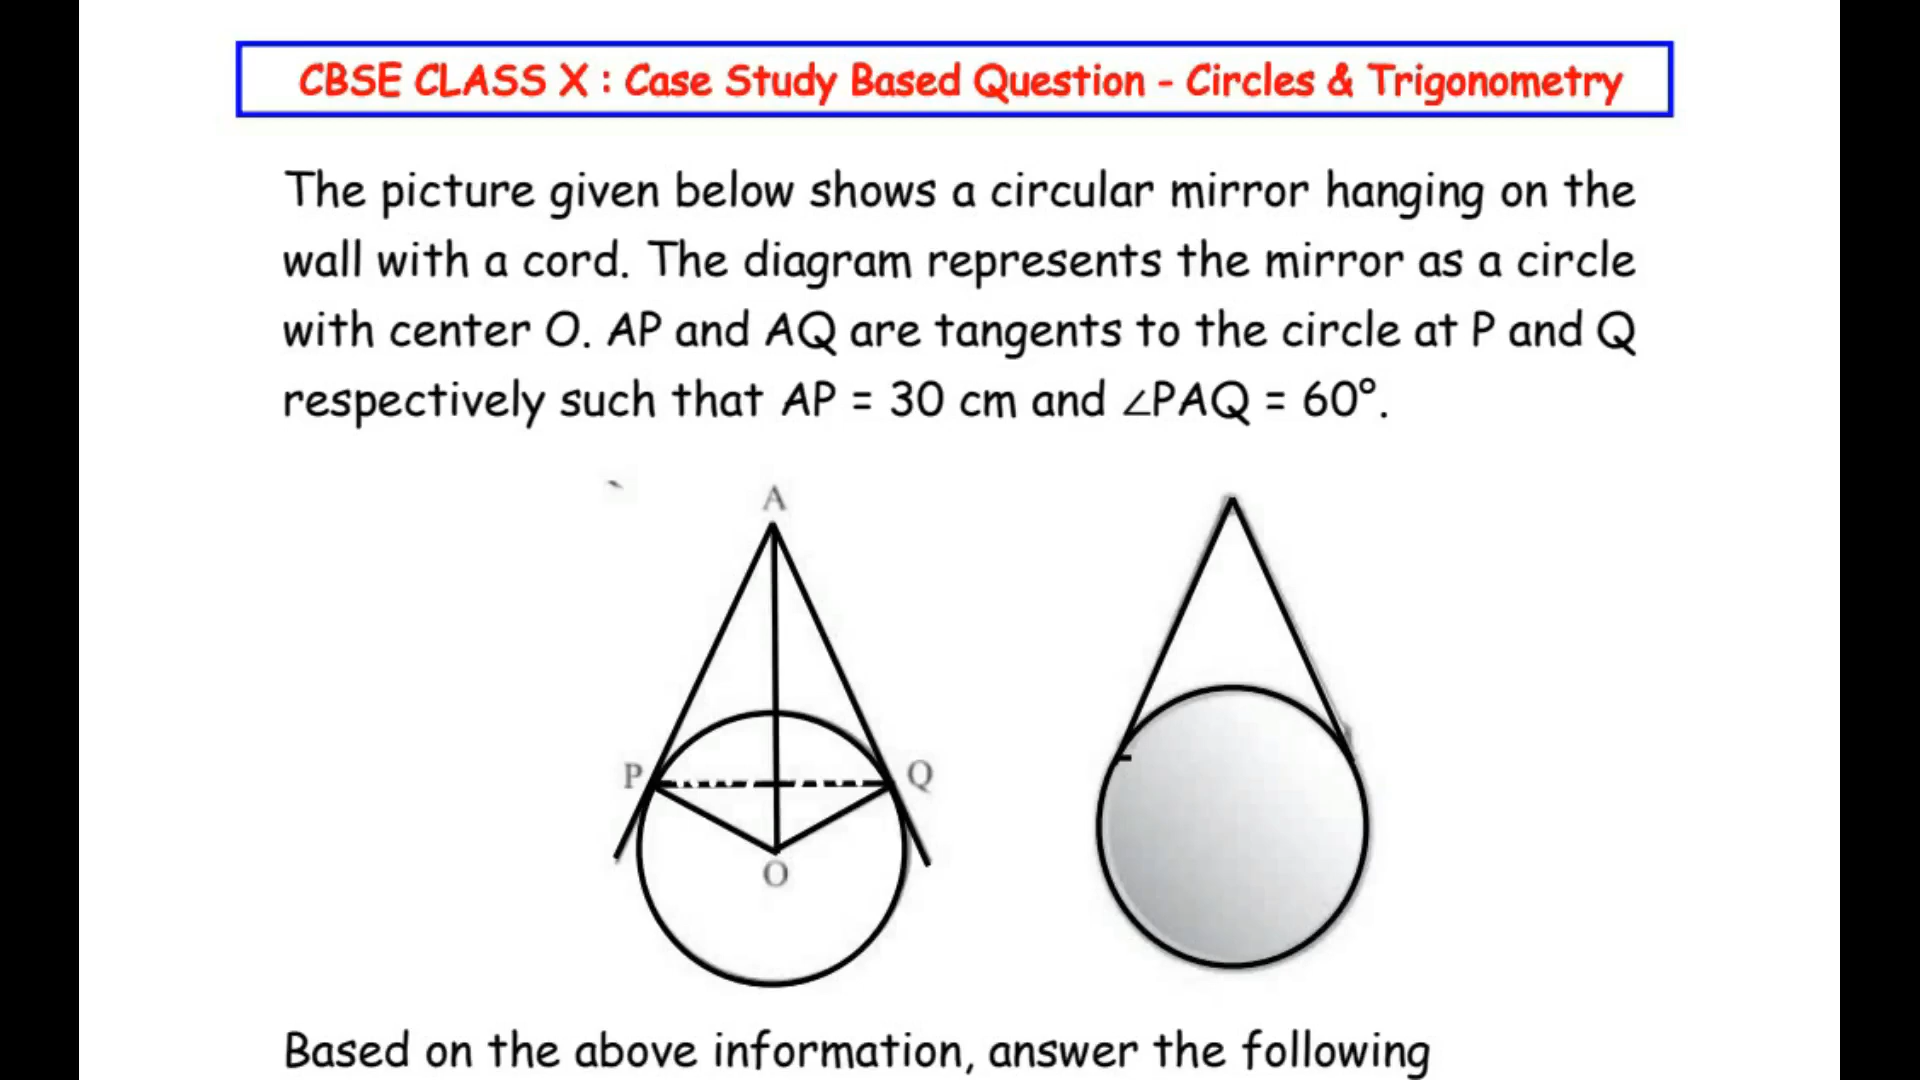 CBSE CLASS X : Case Study Based Question - Circles & Trigonometry
The picture given below shows a circular mirror hanging on the
wall with a cord. The diagram represents the mirror as a circle
with center O. AP and AQ are tangents to the circle at P and Q
respectively such that AP = 30 cm and ∠PAQ = 60°.
A
P
Q
O
Based on the above information, answer the following